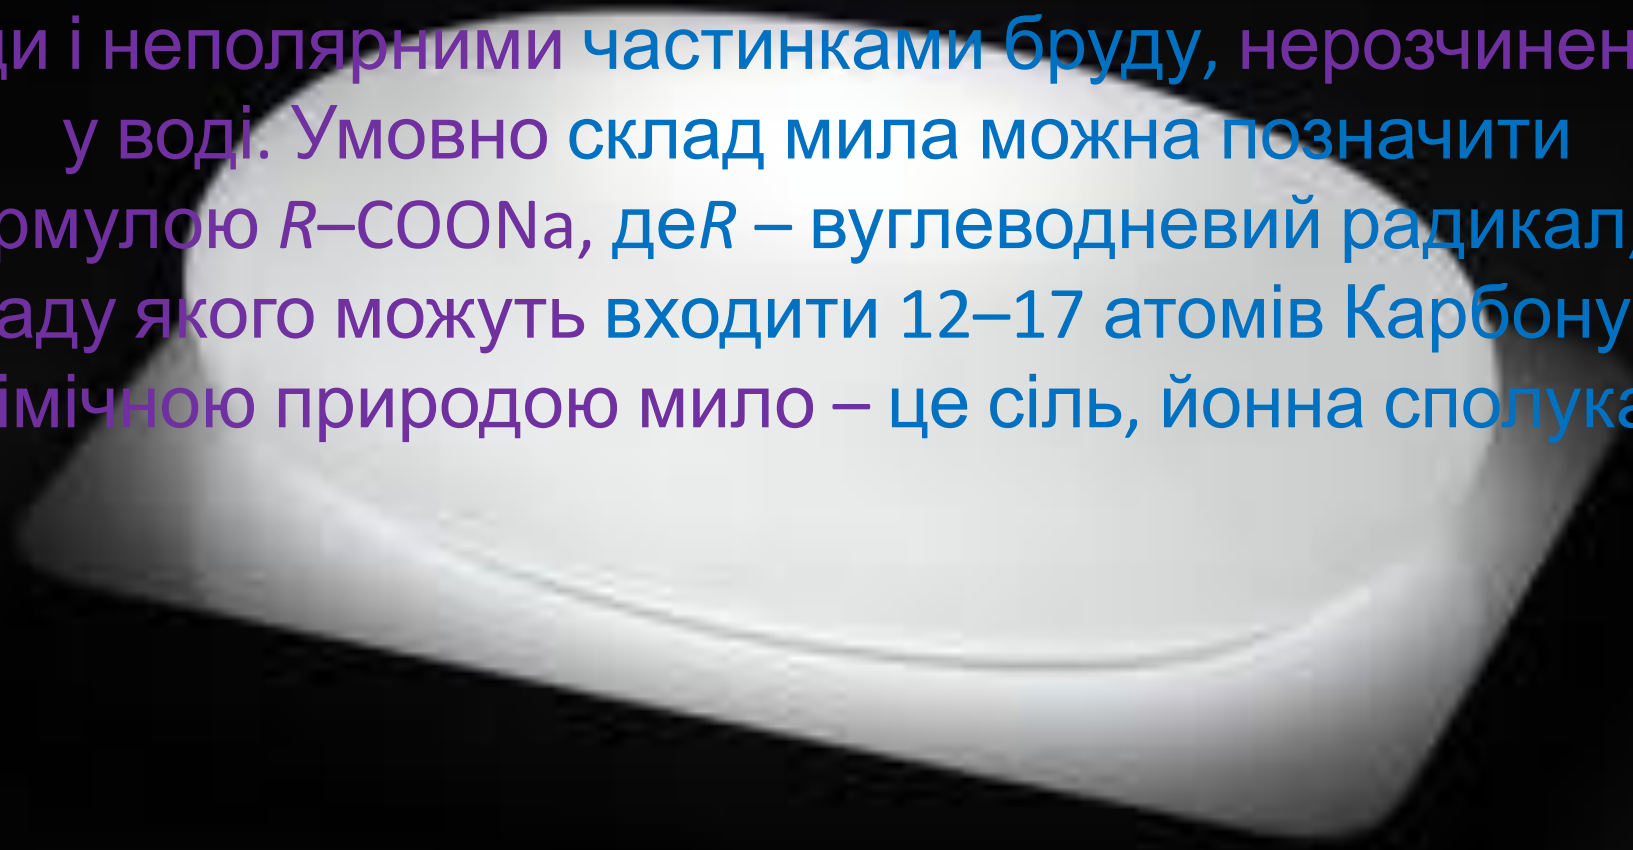 ди і неполярними частинками бруду, нерозчинен
у воді. Умовно склад мила можна позначити
рмулою R–COONa, деR – вуглеводневий радикал,
аду якого можуть входити 12–17 атомів Карбону
імічною природою мило – це сіль, йонна сполука